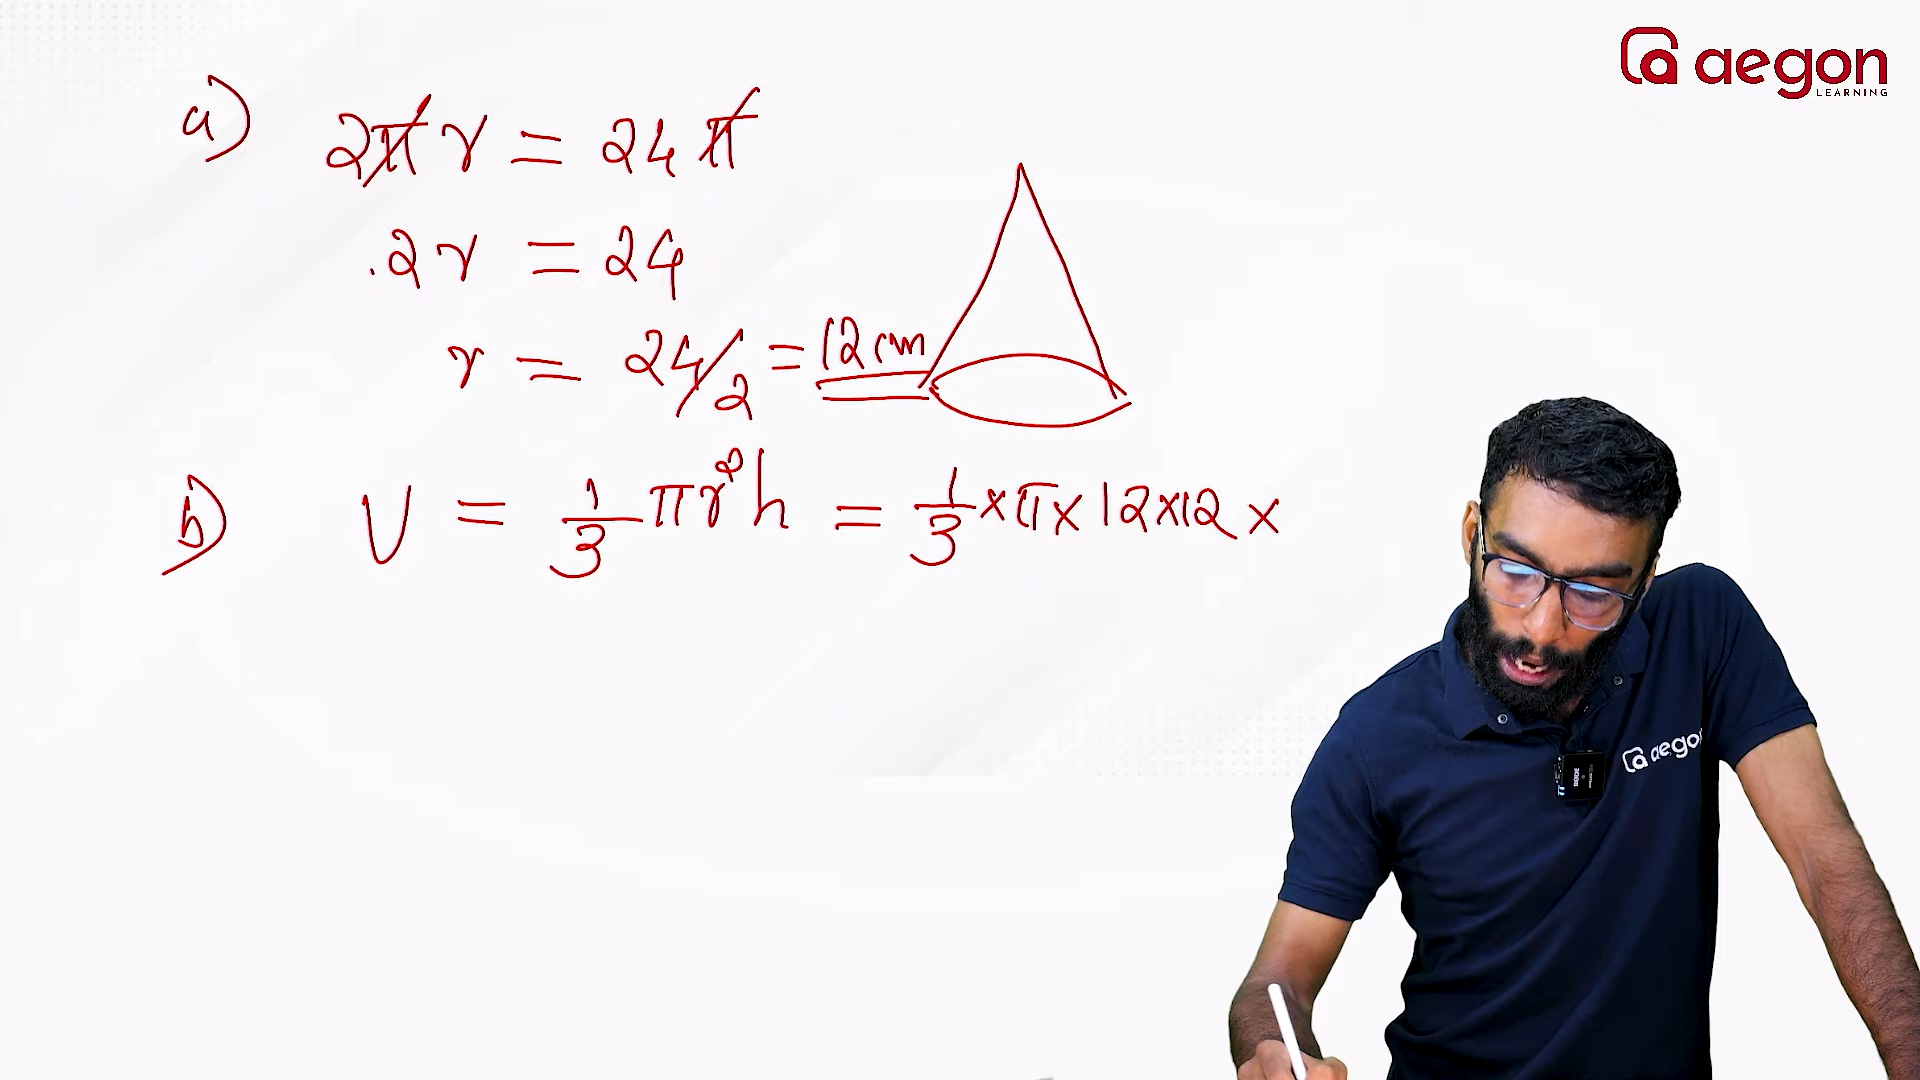 aegon
LEARNING
a) 2πr = 24π
2r = 24
r = 24/2 = 12 cm
b) V = 1/3 πr²h = 1/3 × π × 12 × 12 ×
aegon